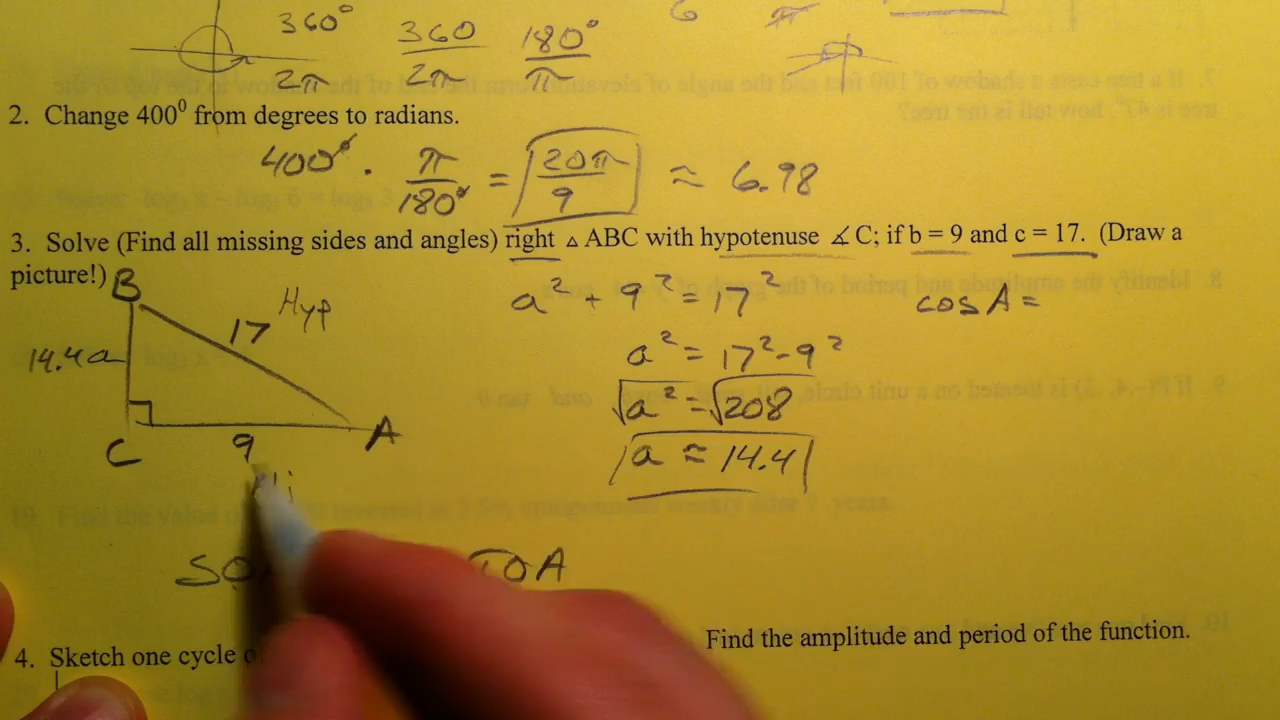 360° 360 180° 6 π
2π 2π π
2. Change 400⁰ from degrees to radians.
400° · π/180° = 20π/9 ≈ 6.98
3. Solve (Find all missing sides and angles) right △ ABC with hypotenuse ∡ C; if b = 9 and c = 17. (Draw a
picture!)
B
17 Hyp
14.4 a
C 9 A
a² + 9² = 17²
a² = 17² - 9²
√a² = √208
a ≈ 14.4
cos A =
TOA
4. Sketch one cycle
Find the amplitude and period of the function.